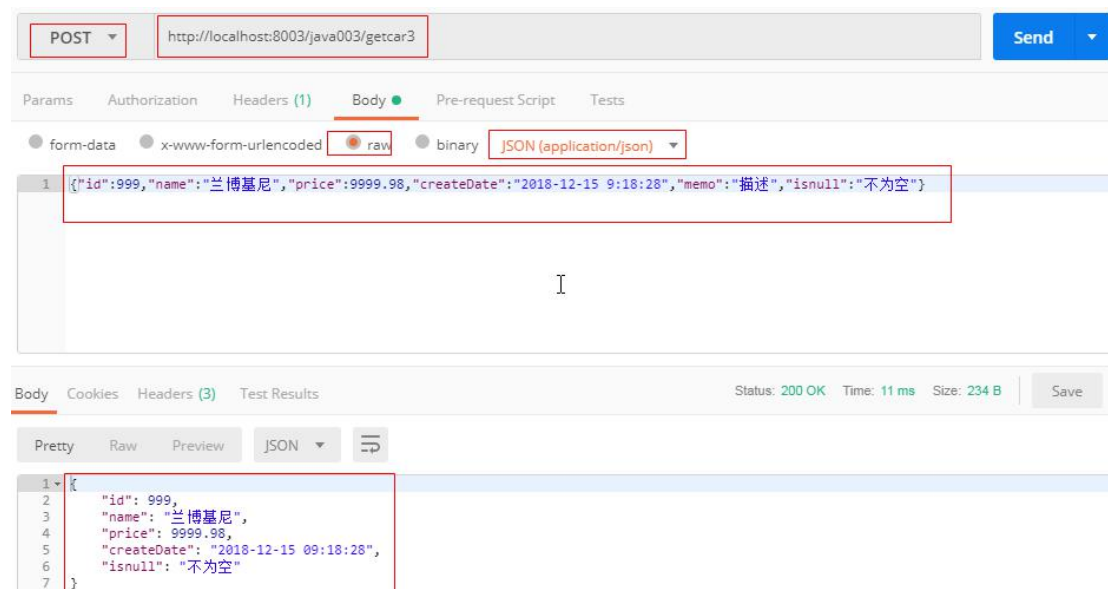 POST http://localhost:8003/java003/getcar3 Send
Params Authorization Headers (1) Body Pre-request Script Tests
form-data x-www-form-urlencoded raw binary JSON (application/json)
1 {"id":999,"name":"兰博基尼","price":9999.98,"createDate":"2018-12-15 9:18:28","memo":"描述","isnull":"不为空"}
Body Cookies Headers (3) Test Results Status: 200 OK Time: 11 ms Size: 234 B Save
Pretty Raw Preview JSON
1 {
2 "id": 999,
3 "name": "兰博基尼",
4 "price": 9999.98,
5 "createDate": "2018-12-15 09:18:28",
6 "isnull": "不为空"
7 }